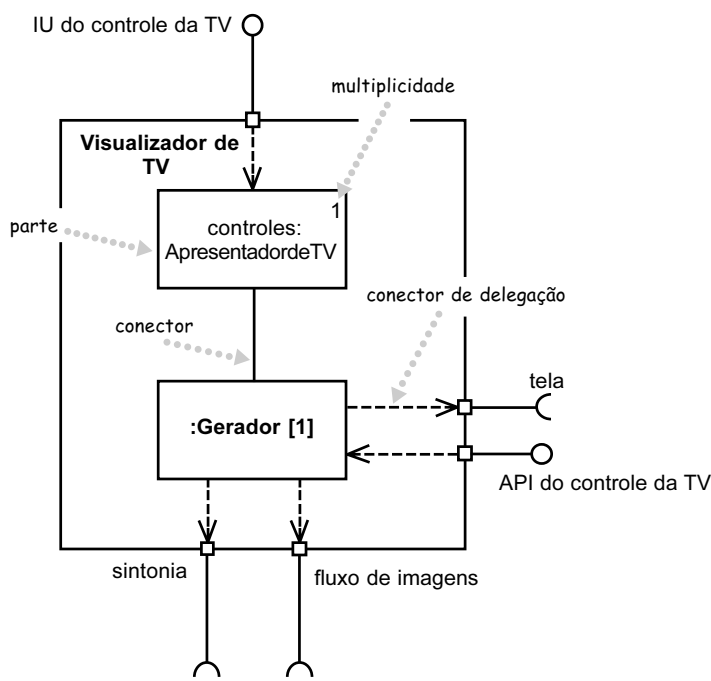 IU do controle da TV
multiplicidade
Visualizador de
TV
1
controles:
ApresentadordeTV
parte
conector de delegação
conector
tela
:Gerador [1]
API do controle da TV
sintonia
fluxo de imagens